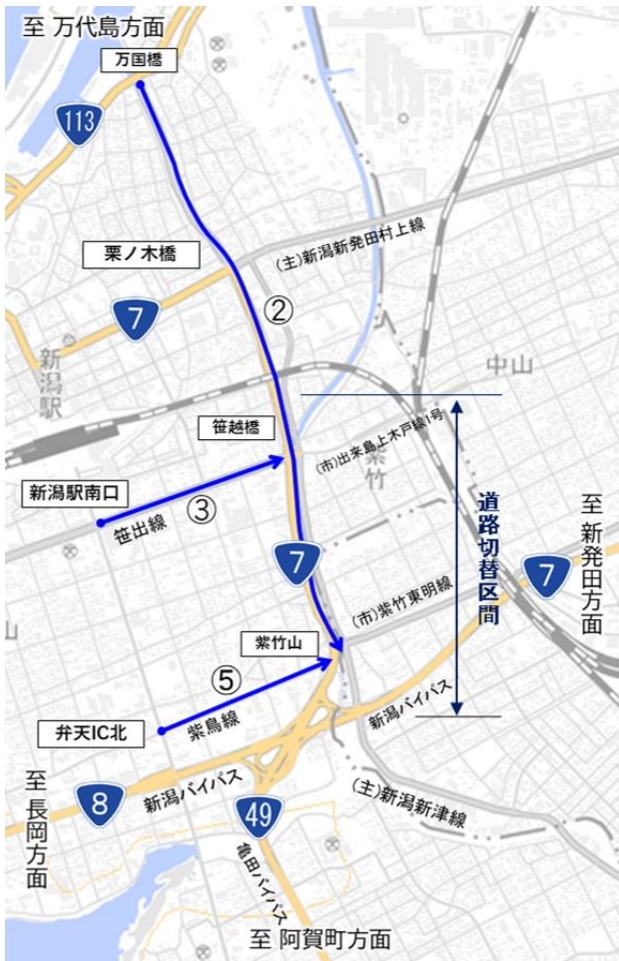 至 万代島方面
万国橋
113
栗ノ木橋
(主)新潟新発田村上線
7
②
新潟駅
中山
笹越橋
(市)出来島上木戸線1号
紫竹
新潟駅南口
③
笹出線
道路切替区間
至 新発田方面
7
7
(市)紫竹東明線
紫竹山
⑤
弁天IC北
紫鳥線
新潟バイパス
山
至 長岡方面
8
新潟バイパス
49
(主)新潟新津線
亀田バイパス
至 阿賀町方面